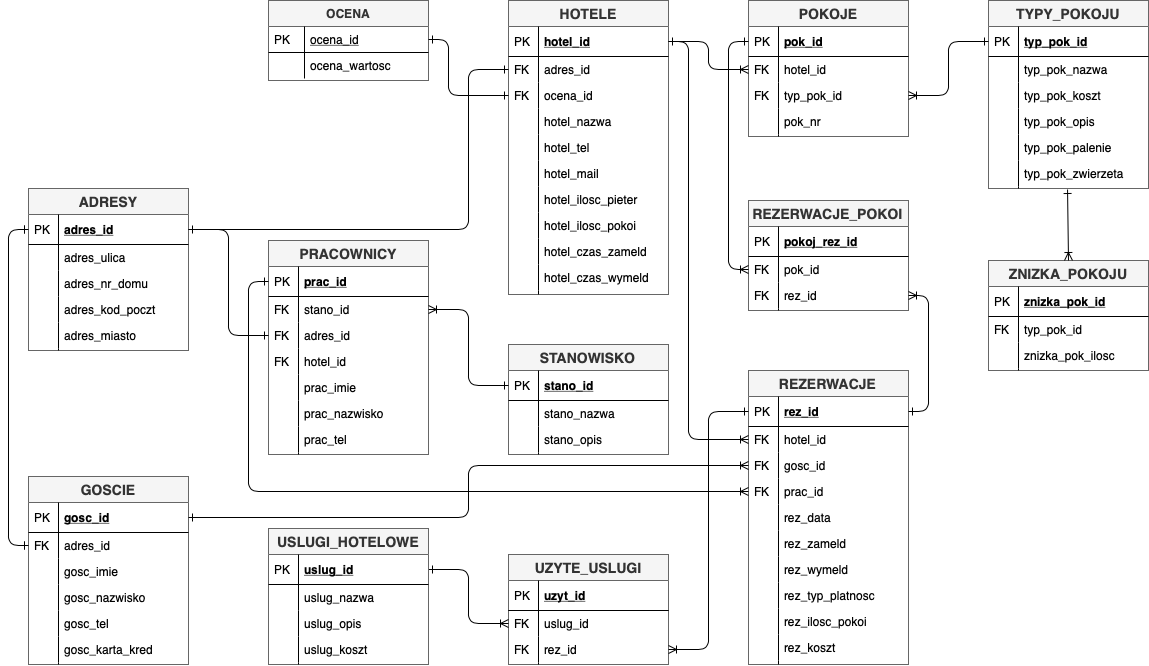 OCENA
PK ocena_id
ocena_wartosc
HOTELE
PK hotel_id
FK adres_id
FK ocena_id
hotel_nazwa
hotel_tel
hotel_mail
hotel_ilosc_pieter
hotel_ilosc_pokoi
hotel_czas_zameld
hotel_czas_wymeld
POKOJE
PK pok_id
FK hotel_id
FK typ_pok_id
pok_nr
TYPY_POKOJU
PK typ_pok_id
typ_pok_nazwa
typ_pok_koszt
typ_pok_opis
typ_pok_palenie
typ_pok_zwierzeta
ADRESY
PK adres_id
adres_ulica
adres_nr_domu
adres_kod_poczt
adres_miasto
PRACOWNICY
PK prac_id
FK stano_id
FK adres_id
FK hotel_id
prac_imie
prac_nazwisko
prac_tel
STANOWISKO
PK stano_id
stano_nazwa
stano_opis
REZERWACJE_POKOI
PK pokoj_rez_id
FK pok_id
FK rez_id
ZNIZKA_POKOJU
PK znizka_pok_id
FK typ_pok_id
znizka_pok_ilosc
REZERWACJE
PK rez_id
FK hotel_id
FK gosc_id
FK prac_id
rez_data
rez_zameld
rez_wymeld
rez_typ_platnosc
rez_ilosc_pokoi
rez_koszt
GOSCIE
PK gosc_id
FK adres_id
gosc_imie
gosc_nazwisko
gosc_tel
gosc_karta_kred
USLUGI_HOTELOWE
PK uslug_id
uslug_nazwa
uslug_opis
uslug_koszt
UZYTE_USLUGI
PK uzyt_id
FK uslug_id
FK rez_id